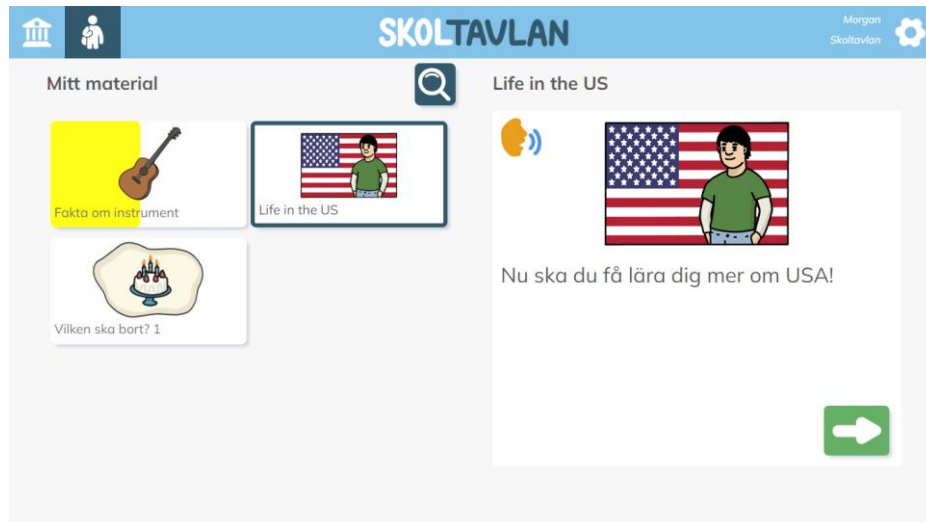 SKOLTAVLAN
Morgan
Skoltavlan
Mitt material
Life in the US
Fakta om instrument
Life in the US
Vilken ska bort? 1
Nu ska du få lära dig mer om USA!